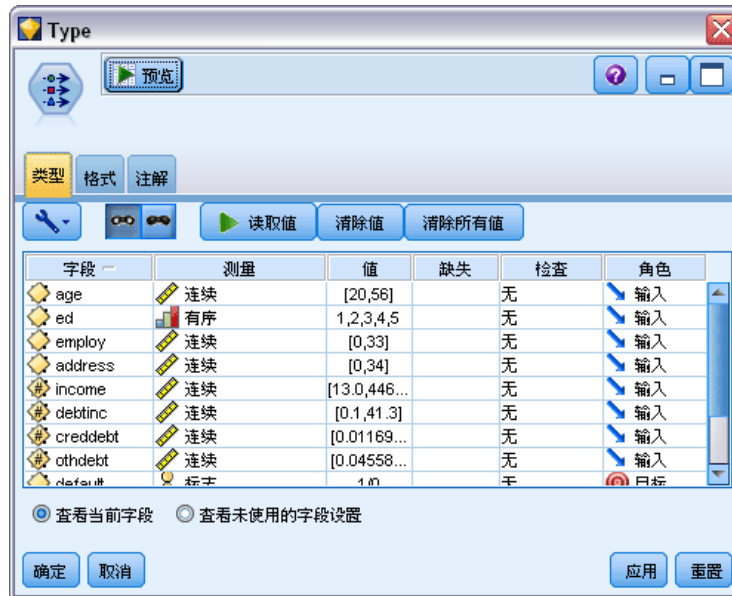 Type
预览
类型 格式 注解
读取值 清除值 清除所有值
字段 测量 值 缺失 检查 角色
age 连续 [20,56] 无 输入
ed 有序 1,2,3,4,5 无 输入
employ 连续 [0,33] 无 输入
address 连续 [0,34] 无 输入
income 连续 [13.0,446... 无 输入
debtinc 连续 [0.1,41.3] 无 输入
creddebt 连续 [0.01169... 无 输入
othdebt 连续 [0.04558... 无 输入
default 标志 1/0 无 目标
查看当前字段 查看未使用的字段设置
确定 取消 应用 重置